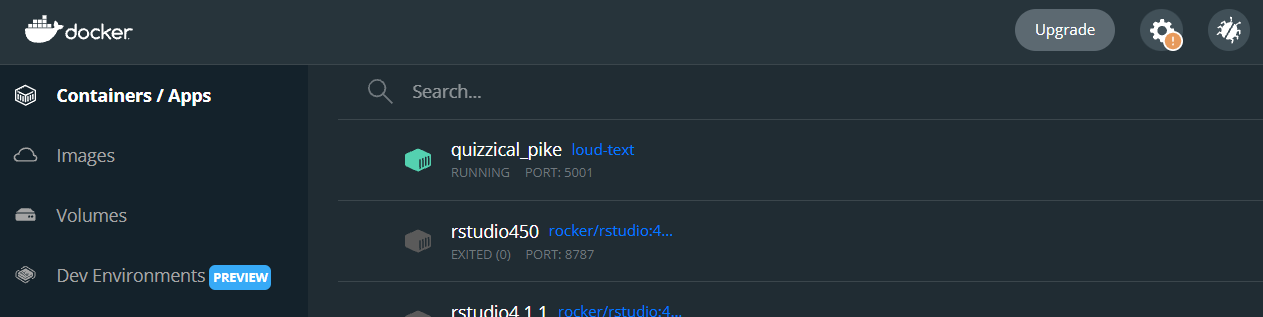 docker
Upgrade
Containers / Apps
Images
Volumes
Dev Environments PREVIEW
Search...
quizzical_pike loud-text
RUNNING PORT: 5001
rstudio450 rocker/rstudio:4...
EXITED (0) PORT: 8787
rstudio4.1.1 rocker/rstudio:4...